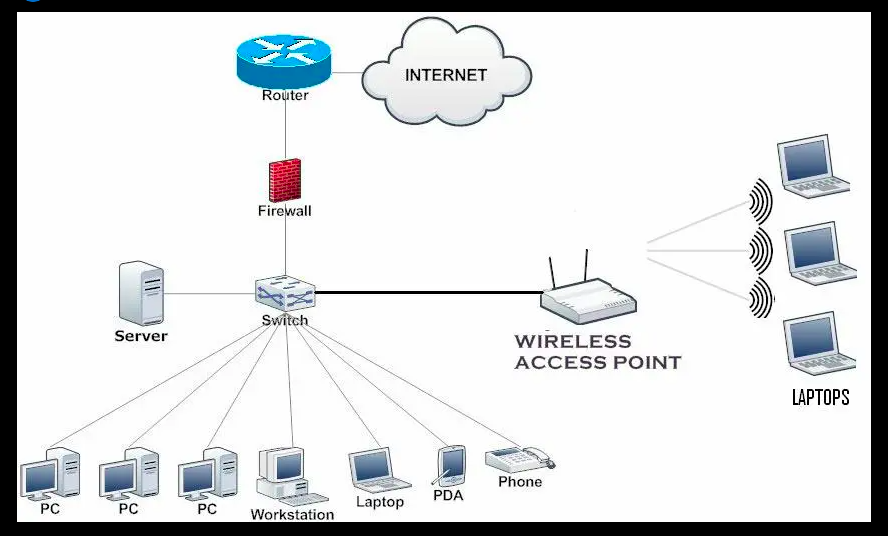 INTERNET
Router
Firewall
Server
Switch
WIRELESS
ACCESS POINT
LAPTOPS
PC
PC
PC
Workstation
Laptop
PDA
Phone